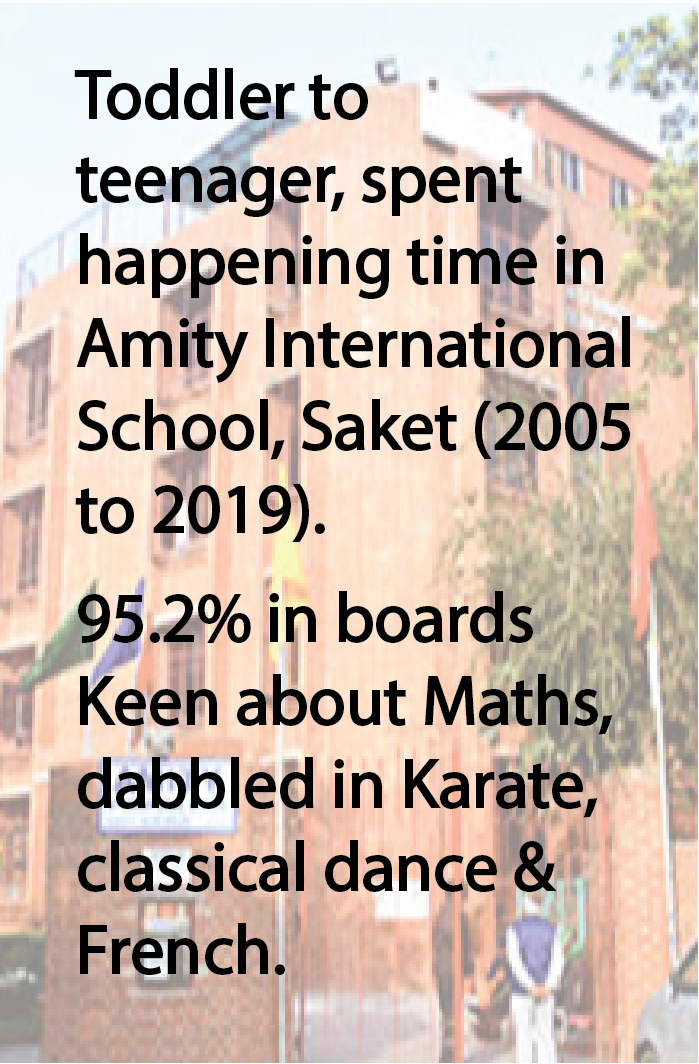 Toddler to
teenager, spent
happening time in
Amity International
School, Saket (2005
to 2019).
95.2% in boards
Keen about Maths,
dabbled in Karate,
classical dance &
French.